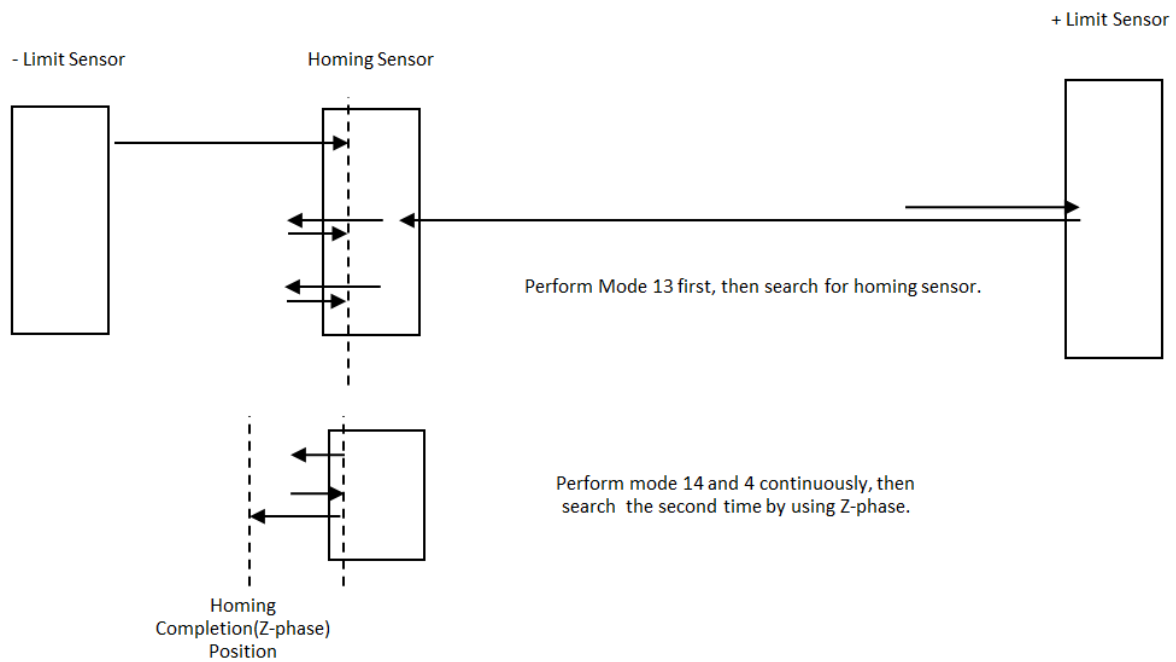 + Limit Sensor
- Limit Sensor
Homing Sensor
Perform Mode 13 first, then search for homing sensor.
Perform mode 14 and 4 continuously, then
search the second time by using Z-phase.
Homing
Completion(Z-phase)
Position